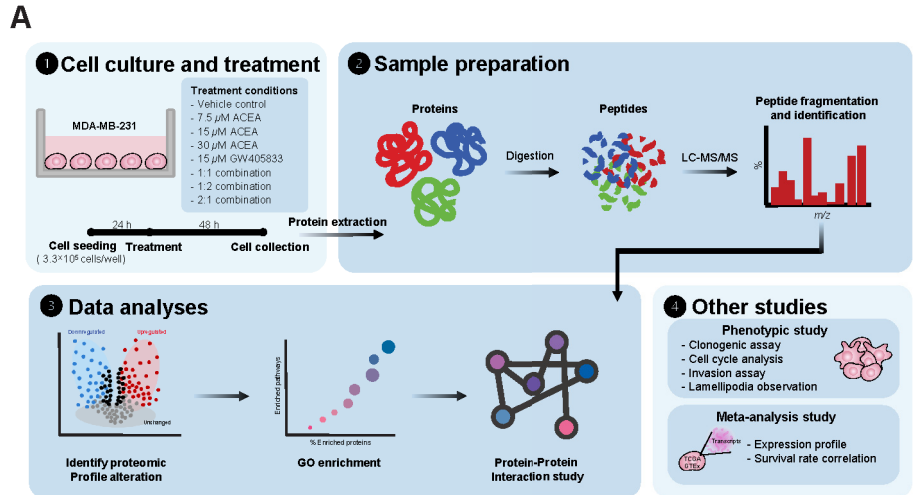 A
1 Cell culture and treatment
MDA-MB-231
Treatment conditions
- Vehicle control
- 7.5 µM ACEA
- 15 µM ACEA
- 30 µM ACEA
- 15 µM GW405833
- 1:1 combination
- 1:2 combination
- 2:1 combination
24 h
48 h
Cell seeding
Treatment
Cell collection
( 3.3×10⁵ cells/well)
Protein extraction
2 Sample preparation
Proteins
Digestion
Peptides
LC-MS/MS
Peptide fragmentation
and identification
%
m/z
3 Data analyses
Downregulated
Upregulated
Unchanged
Identify proteomic
Profile alteration
Enriched pathways
% Enriched proteins
GO enrichment
Protein-Protein
Interaction study
4 Other studies
Phenotypic study
- Clonogenic assay
- Cell cycle analysis
- Invasion assay
- Lamellipodia observation
Meta-analysis study
Transcripts
TCGA
GTEx
- Expression profile
- Survival rate correlation